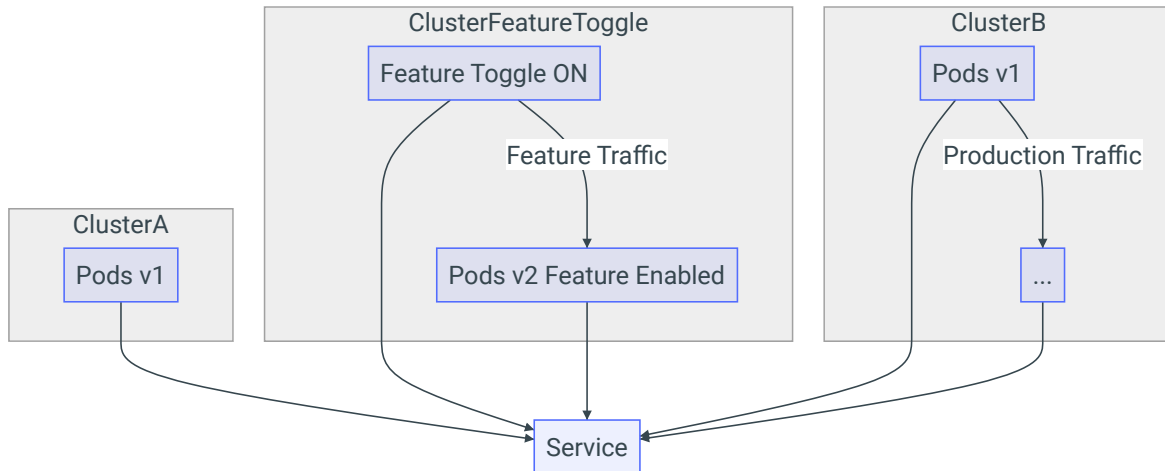 ClusterFeatureToggle
Feature Toggle ON
Feature Traffic
Pods v2 Feature Enabled
ClusterB
Pods v1
Production Traffic
...
ClusterA
Pods v1
Service